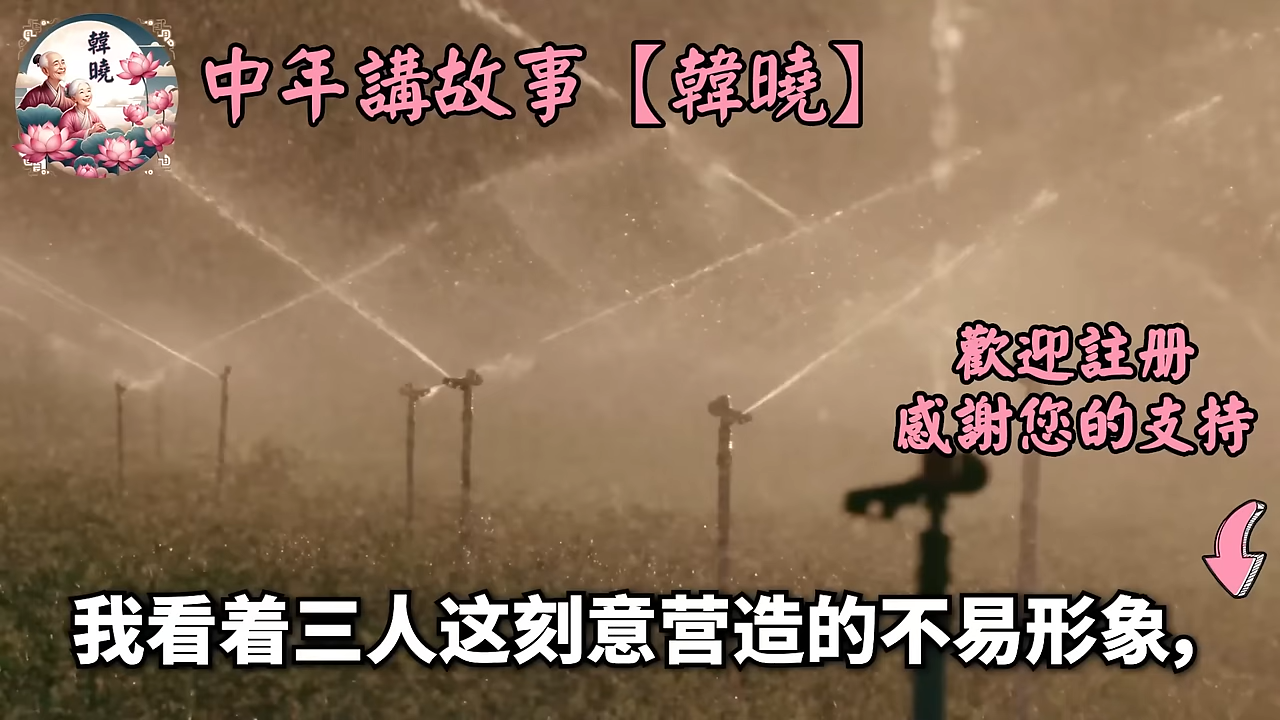 韓曉
中年講故事【韓曉】
歡迎註册
感謝您的支持
我看着三人这刻意营造的不易形象,